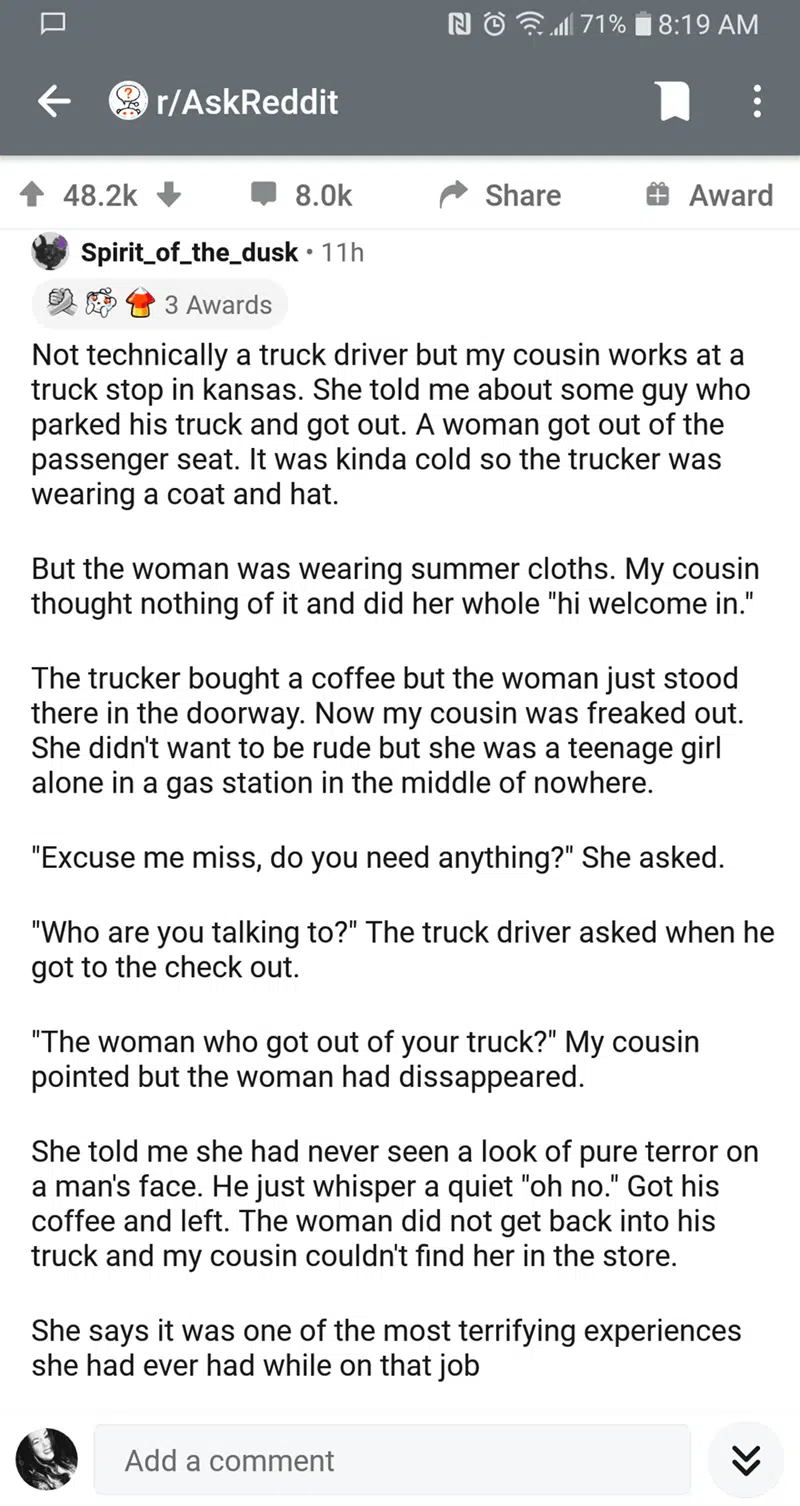 71% 8:19 AM
r/AskReddit
48.2k 8.0k Share Award
Spirit_of_the_dusk • 11h
3 Awards
Not technically a truck driver but my cousin works at a
truck stop in kansas. She told me about some guy who
parked his truck and got out. A woman got out of the
passenger seat. It was kinda cold so the trucker was
wearing a coat and hat.
But the woman was wearing summer cloths. My cousin
thought nothing of it and did her whole "hi welcome in."
The trucker bought a coffee but the woman just stood
there in the doorway. Now my cousin was freaked out.
She didn't want to be rude but she was a teenage girl
alone in a gas station in the middle of nowhere.
"Excuse me miss, do you need anything?" She asked.
"Who are you talking to?" The truck driver asked when he
got to the check out.
"The woman who got out of your truck?" My cousin
pointed but the woman had dissappeared.
She told me she had never seen a look of pure terror on
a man's face. He just whisper a quiet "oh no." Got his
coffee and left. The woman did not get back into his
truck and my cousin couldn't find her in the store.
She says it was one of the most terrifying experiences
she had ever had while on that job
Add a comment